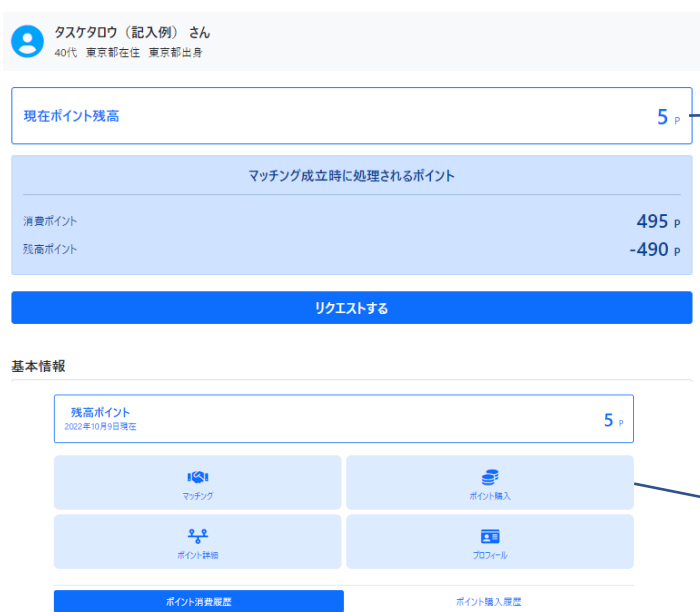 タスケタロウ（記入例） さん
40代 東京都在住 東京都出身
現在ポイント残高 5 P
マッチング成立時に処理されるポイント
消費ポイント 495 P
残高ポイント -490 P
リクエストする
基本情報
残高ポイント
2022年10月9日現在
5 P
マッチング ポイント購入
ポイント詳細 プロフィール
ポイント消費履歴 ポイント購入履歴